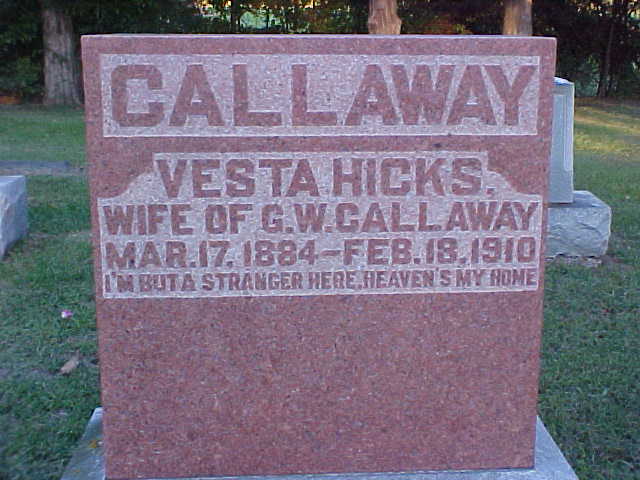 CALLAWAY
VESTA HICKS,
WIFE OF G.W. CALLAWAY
MAR. 17, 1884 – FEB. 18, 1910
I'M BUT A STRANGER HERE, HEAVEN'S MY HOME